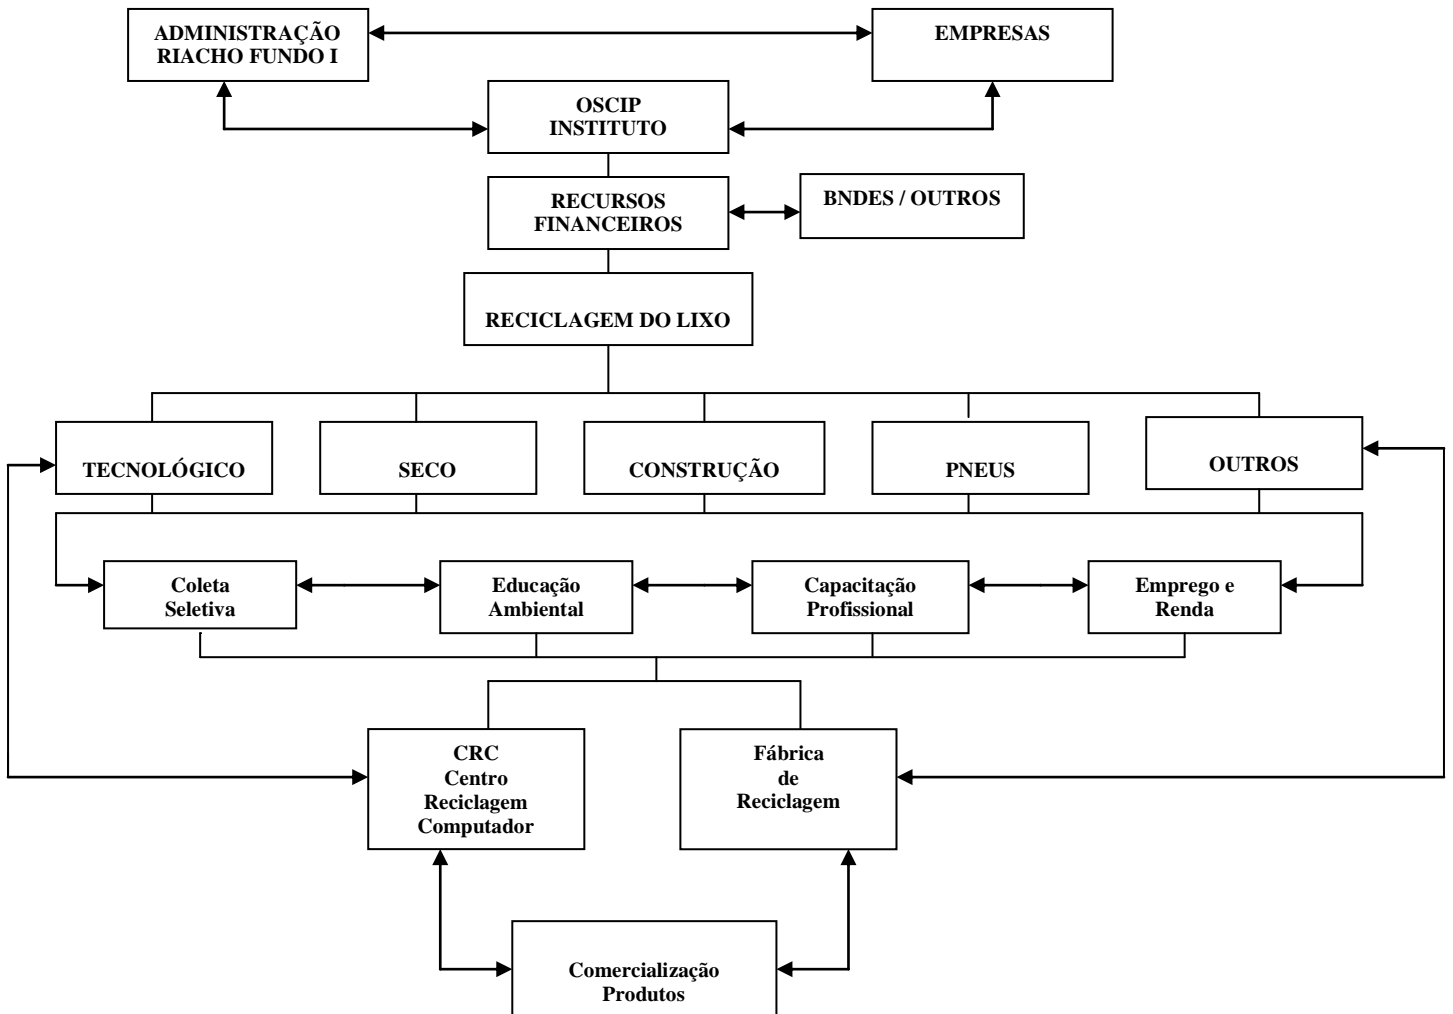 ADMINISTRAÇÃO
RIACHO FUNDO I
EMPRESAS
OSCIP
INSTITUTO
RECURSOS
FINANCEIROS
BNDES / OUTROS
RECICLAGEM DO LIXO
TECNOLÓGICO
SECO
CONSTRUÇÃO
PNEUS
OUTROS
Coleta
Seletiva
Educação
Ambiental
Capacitação
Profissional
Emprego e
Renda
CRC
Centro
Reciclagem
Computador
Fábrica
de
Reciclagem
Comercialização
Produtos